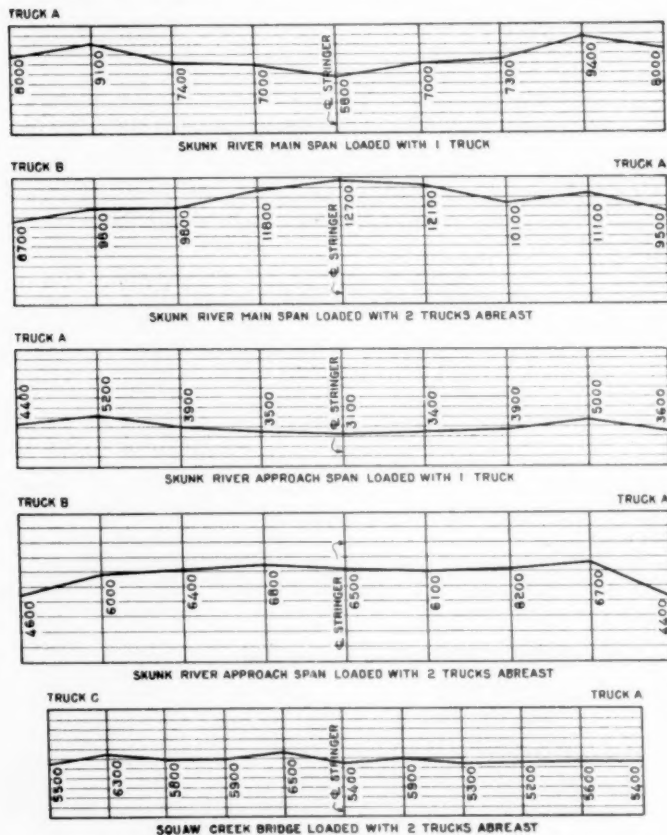 TRUCK A
8000 9100 7400 7000 ℄ STRINGER 5800 7000 7300 9400 8000
SKUNK RIVER MAIN SPAN LOADED WITH 1 TRUCK
TRUCK B TRUCK A
8700 9800 9800 11800 ℄ STRINGER 12700 12100 10100 11100 9500
SKUNK RIVER MAIN SPAN LOADED WITH 2 TRUCKS ABREAST
TRUCK A
4400 5200 3900 3500 ℄ STRINGER 3100 3400 3900 5000 3600
SKUNK RIVER APPROACH SPAN LOADED WITH 1 TRUCK
TRUCK B TRUCK A
4600 6000 6400 6800 ℄ STRINGER 6500 6100 8200 6700 4400
SKUNK RIVER APPROACH SPAN LOADED WITH 2 TRUCKS ABREAST
TRUCK C TRUCK A
5500 6300 5800 5900 6500 ℄ STRINGER 5400 5900 5300 5200 5600 5400
SQUAW CREEK BRIDGE LOADED WITH 2 TRUCKS ABREAST